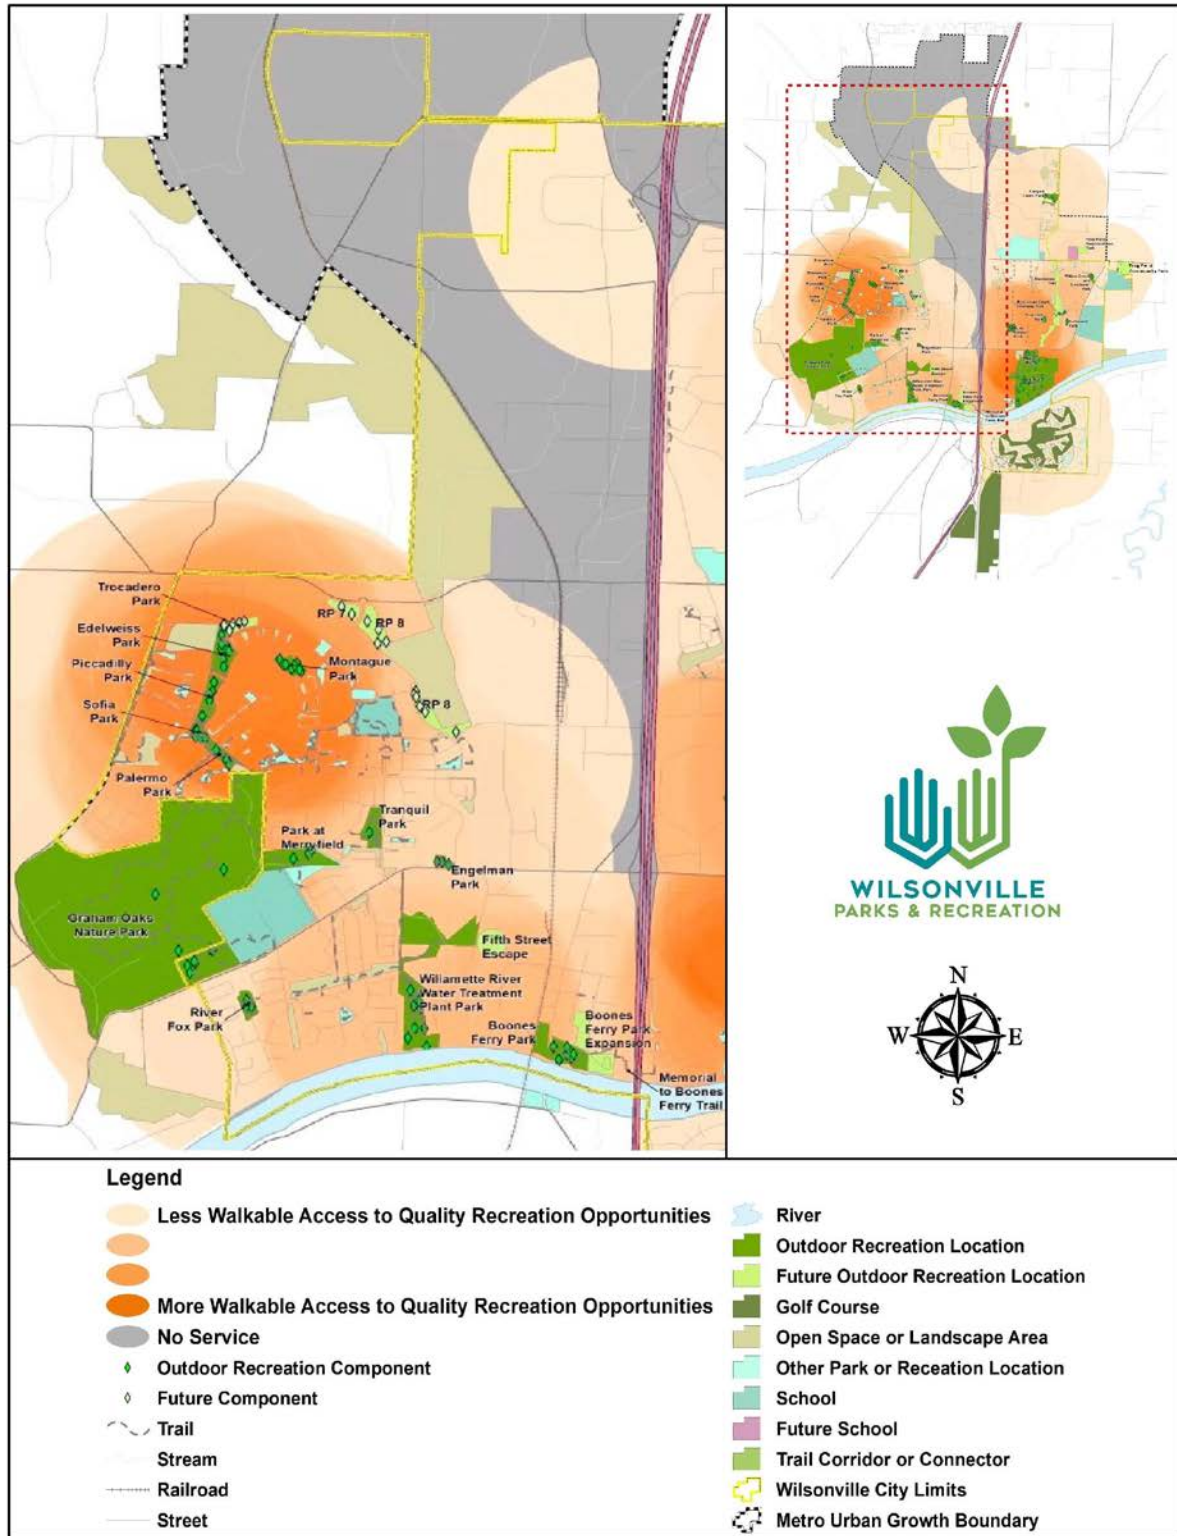 Trocadero
Park
Edelweiss
Park
Piccadilly
Park
Sofia
Park
Palermo
Park
RP 7
RP 8
Montague
Park
RP 8
Tranquil
Park
Park at
Merryfield
Engelman
Park
Graham Oaks
Nature Park
Fifth Street
Escape
Willamette River
Water Treatment
Plant Park
River
Fox Park
Boones
Ferry Park
Boones
Ferry Park
Expansion
Memorial
to Boones
Ferry Trail
WILSONVILLE
PARKS & RECREATION
N
W E
S
Legend
Less Walkable Access to Quality Recreation Opportunities
More Walkable Access to Quality Recreation Opportunities
No Service
Outdoor Recreation Component
Future Component
Trail
Stream
Railroad
Street
River
Outdoor Recreation Location
Future Outdoor Recreation Location
Golf Course
Open Space or Landscape Area
Other Park or Receation Location
School
Future School
Trail Corridor or Connector
Wilsonville City Limits
Metro Urban Growth Boundary